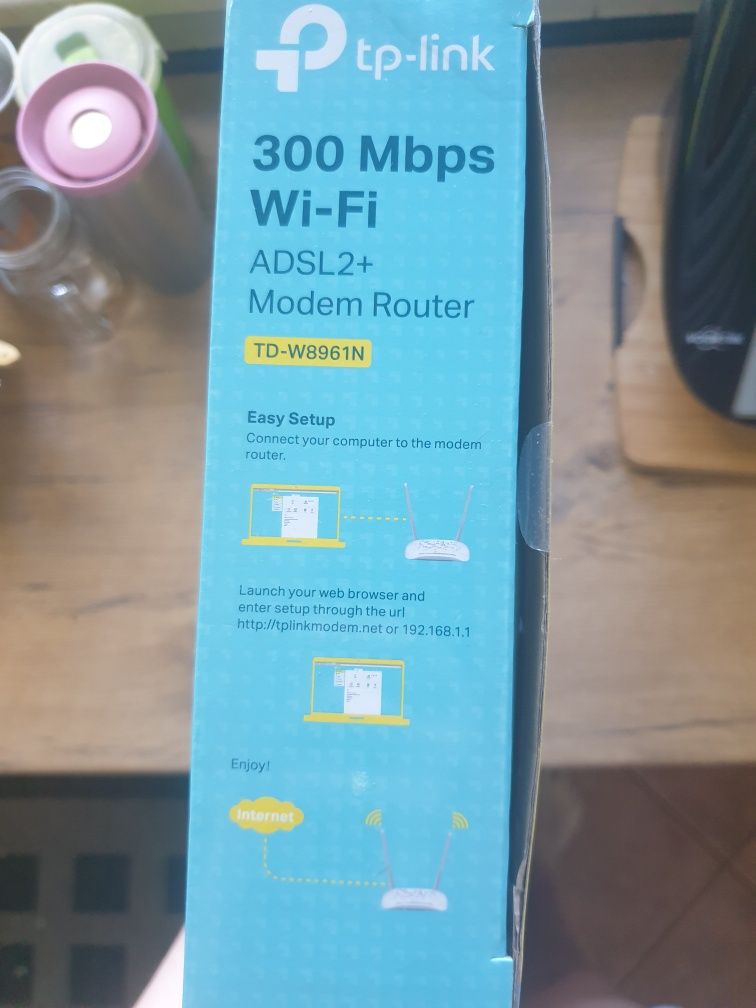 tp-link
300 Mbps
Wi-Fi
ADSL2+
Modem Router
TD-W8961N
Easy Setup
Connect your computer to the modem
router.
Launch your web browser and
enter setup through the url
http://tplinkmodem.net or 192.168.1.1
Enjoy!
Internet